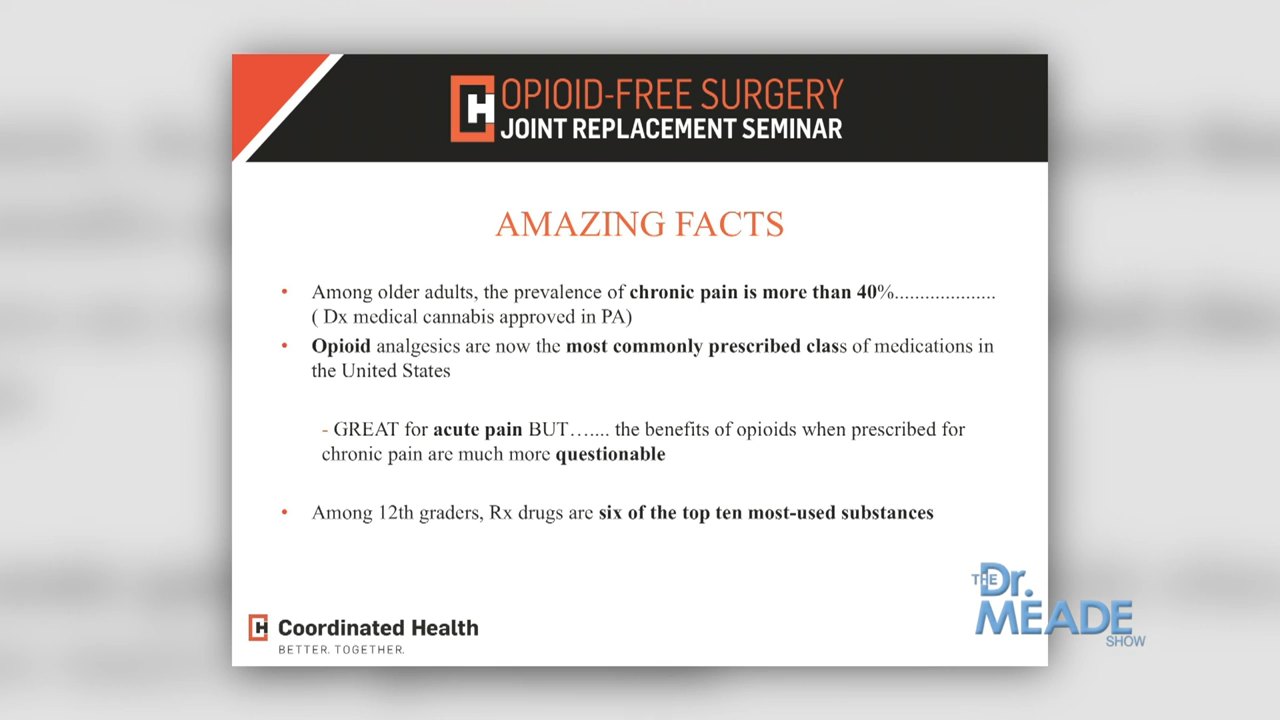 OPIOID-FREE SURGERY
JOINT REPLACEMENT SEMINAR
AMAZING FACTS
• Among older adults, the prevalence of chronic pain is more than 40%....................
( Dx medical cannabis approved in PA)
• Opioid analgesics are now the most commonly prescribed class of medications in
the United States
- GREAT for acute pain BUT….... the benefits of opioids when prescribed for
chronic pain are much more questionable
• Among 12th graders, Rx drugs are six of the top ten most-used substances
CH Coordinated Health
BETTER. TOGETHER.
THE Dr.
MEADE
SHOW